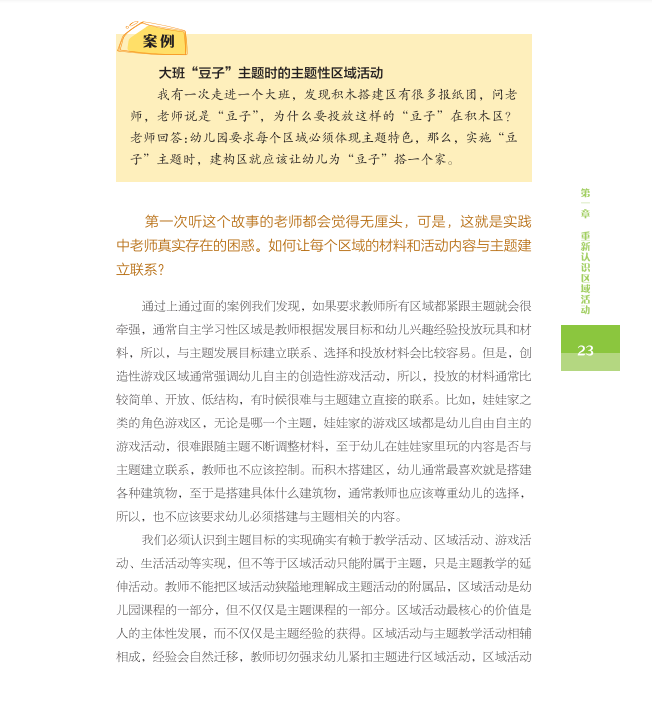 案例
大班“豆子”主题时的主题性区域活动
我有一次走进一个大班，发现积木搭建区有很多报纸团，问老
师，老师说是“豆子”，为什么要投放这样的“豆子”在积木区？
老师回答：幼儿园要求每个区域必须体现主题特色，那么，实施“豆
子”主题时，建构区就应该让幼儿为“豆子”搭一个家。
第一次听这个故事的老师都会觉得无厘头，可是，这就是实践
中老师真实存在的困惑。如何让每个区域的材料和活动内容与主题建
立联系？
通过上通过面的案例我们发现，如果要求教师所有区域都紧跟主题就会很
牵强，通常自主学习性区域是教师根据发展目标和幼儿兴趣经验投放玩具和材
料，所以，与主题发展目标建立联系、选择和投放材料会比较容易。但是，创
造性游戏区域通常强调幼儿自主的创造性游戏活动，所以，投放的材料通常比
较简单、开放、低结构，有时候很难与主题建立直接的联系。比如，娃娃家之
类的角色游戏区，无论是哪一个主题，娃娃家的游戏区域都是幼儿自由自主的
游戏活动，很难跟随主题不断调整材料，至于幼儿在娃娃家里玩的内容是否与
主题建立联系，教师也不应该控制。而积木搭建区，幼儿通常最喜欢就是搭建
各种建筑物，至于是搭建具体什么建筑物，通常教师也应该尊重幼儿的选择，
所以，也不应该要求幼儿必须搭建与主题相关的内容。
我们必须认识到主题目标的实现确实有赖于教学活动、区域活动、游戏活
动、生活活动等实现，但不等于区域活动只能附属于主题，只是主题教学的延
伸活动。教师不能把区域活动狭隘地理解成主题活动的附属品，区域活动是幼
儿园课程的一部分，但不仅仅是主题课程的一部分。区域活动最核心的价值是
人的主体性发展，而不仅仅是主题经验的获得。区域活动与主题教学活动相辅
相成，经验会自然迁移，教师切勿强求幼儿紧扣主题进行区域活动，区域活动
第一章 重新认识区域活动
23